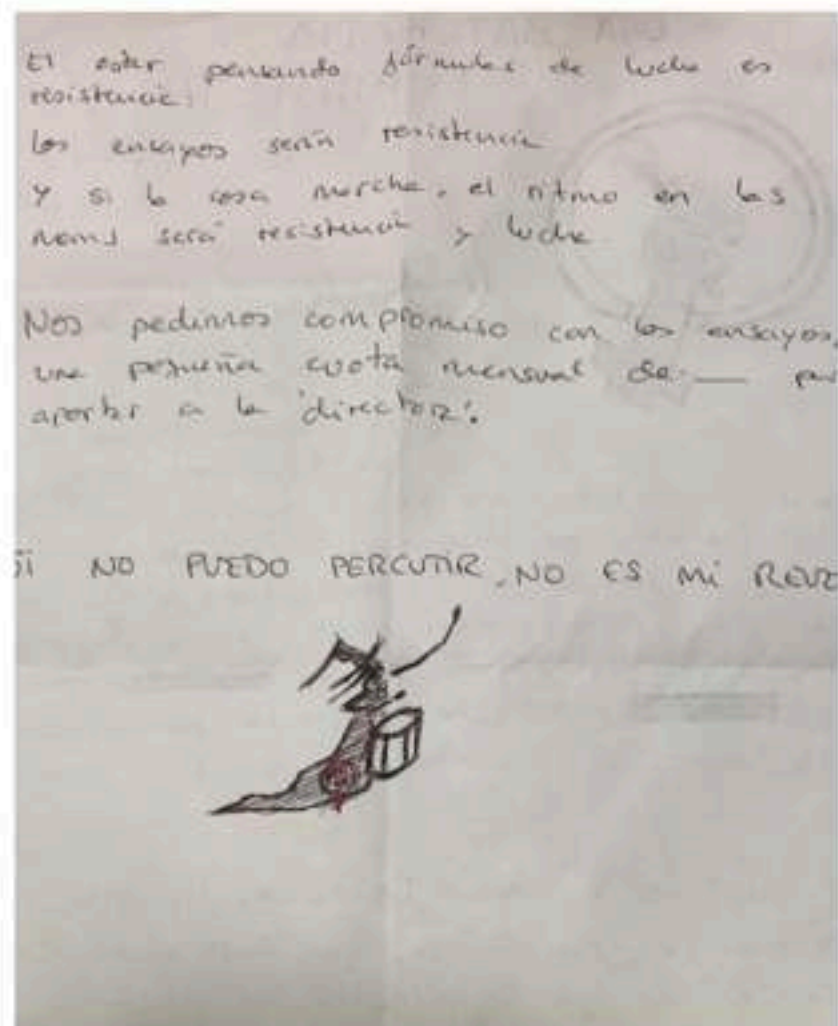 El estar pensando fórmulas de lucha es
resistencia.
Los ensayos serán resistencia
Y si la cosa marcha, el ritmo en las
será resistencia y lucha
Nos pedimos compromiso con los ensayos,
una pequeña cuota mensual de —
aportar a la 'directora'.
NO PUEDO PERCUTIR, NO ES Mi